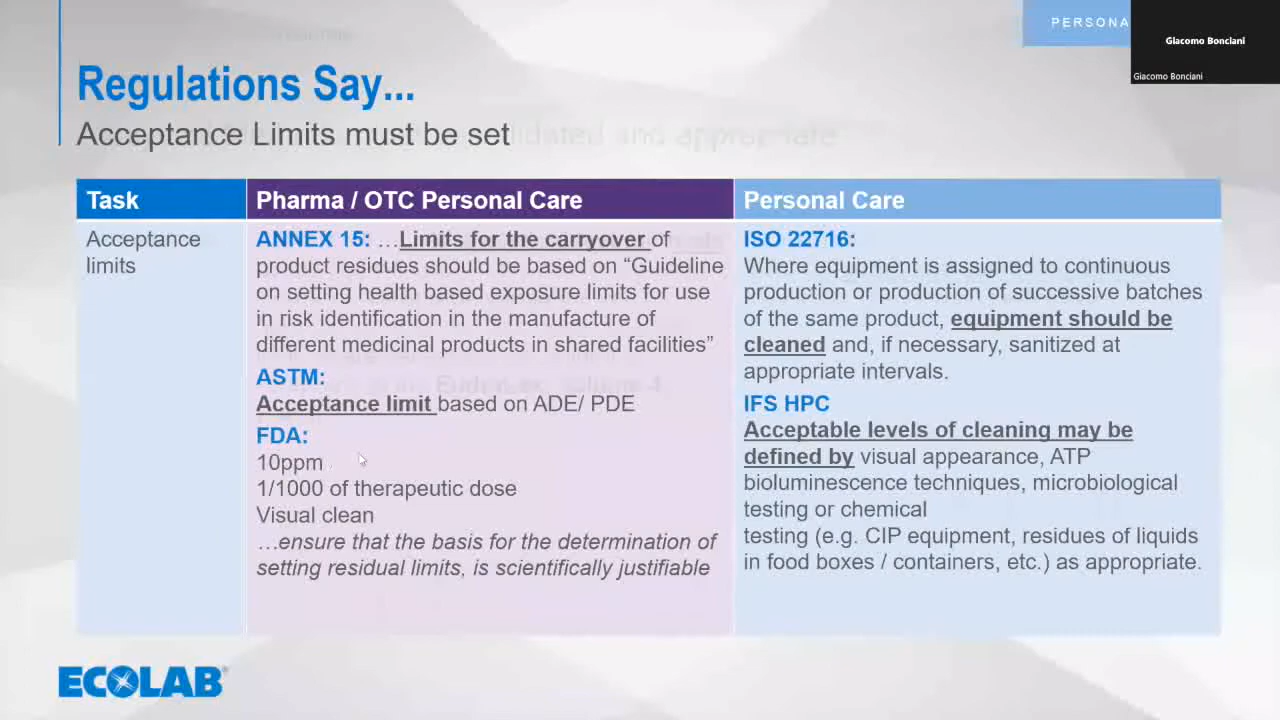 PERSONA
Giacomo Bonciani
Giacomo Bonciani
Regulations Say...
Acceptance Limits must be set
Task
Pharma / OTC Personal Care
Personal Care
Acceptance
limits
ANNEX 15: …Limits for the carryover of
product residues should be based on “Guideline
on setting health based exposure limits for use
in risk identification in the manufacture of
different medicinal products in shared facilities”
ASTM:
Acceptance limit based on ADE/ PDE
FDA:
10ppm
1/1000 of therapeutic dose
Visual clean
…ensure that the basis for the determination of
setting residual limits, is scientifically justifiable
ISO 22716:
Where equipment is assigned to continuous
production or production of successive batches
of the same product, equipment should be
cleaned and, if necessary, sanitized at
appropriate intervals.
IFS HPC
Acceptable levels of cleaning may be
defined by visual appearance, ATP
bioluminescence techniques, microbiological
testing or chemical
testing (e.g. CIP equipment, residues of liquids
in food boxes / containers, etc.) as appropriate.
ECOLAB®